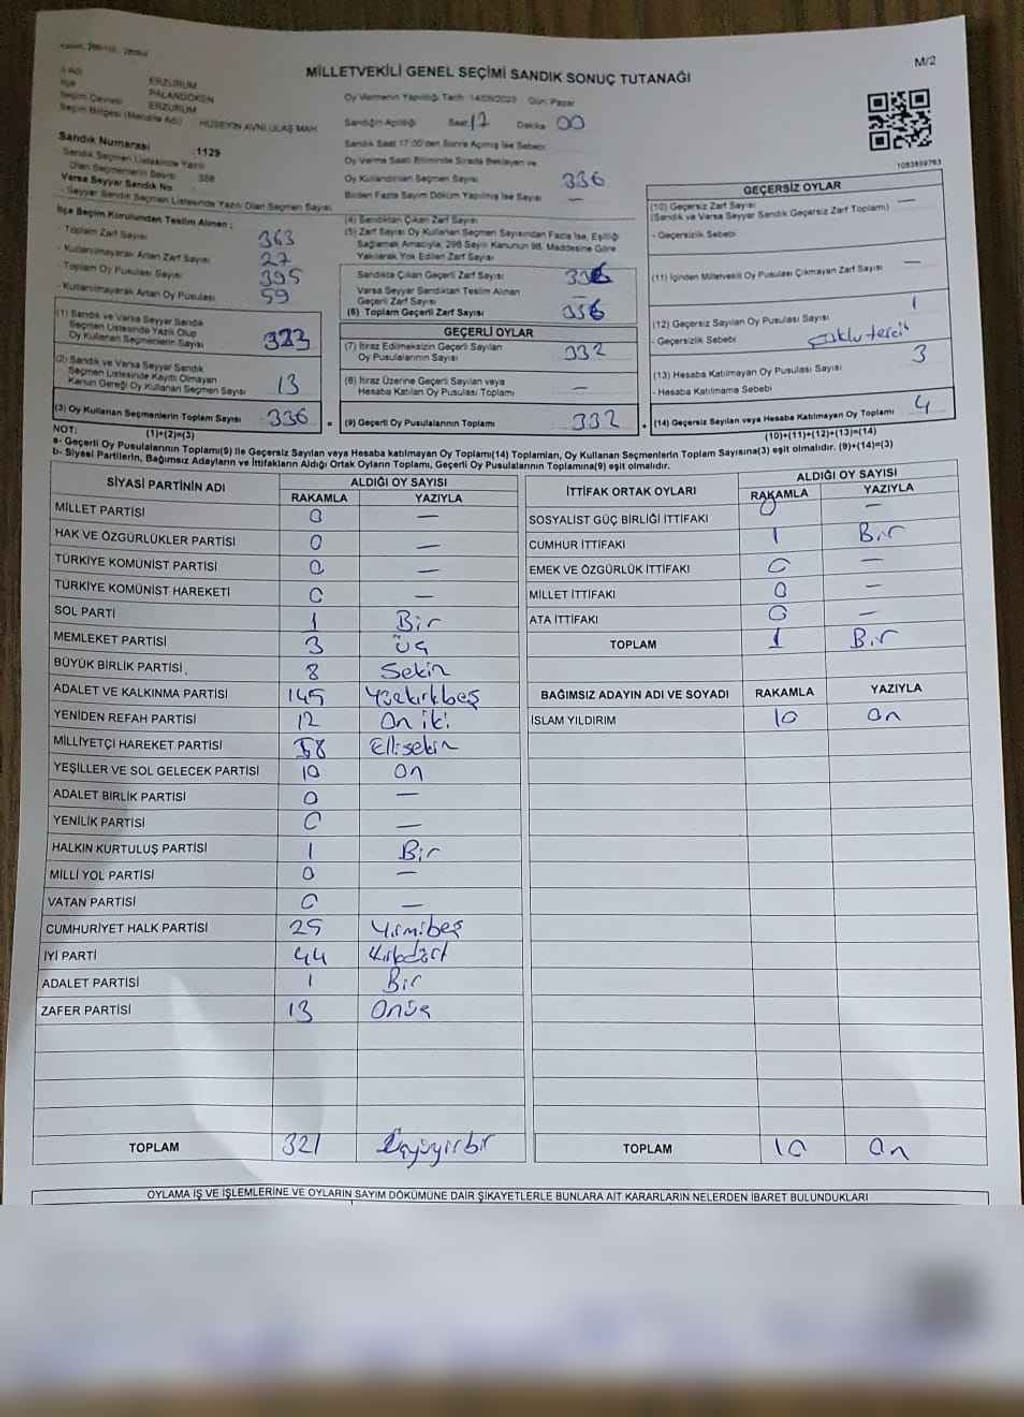 MİLLETVEKİLİ GENEL SEÇİMİ SANDIK SONUÇ TUTANAĞI
M/2
İlçe ERZURUM
PALANDÖKEN
Seçim Çevresi ERZURUM
Seçim Bölgesi (Mahalle Adı) : HÜSEYİN AVNİ ULAŞ MAH.
Oy Vermenin Yapıldığı Tarih: 14/05/2023 Gün: Pazar
Sandığın Açıldığı Saat: 17 Dakika 00
Sandık Saat 17:00'den Sonra Açılmış İse Sebebi
Oy Verme Saati Bitiminde Sırada Bekleyen ve
Oy Kullandırılan Seçmen Sayısı 336
Birden Fazla Sayım Döküm Yapılmış İse Sayısı —
Sandık Numarası :1129
Sandık Seçmen Listesinde Yazılı
Olan Seçmenlerin Sayısı 358
Varsa Seyyar Sandık No
- Seyyar Sandık Seçmen Listesinde Yazılı Olan Seçmen Sayısı
İlçe Seçim Kurulundan Teslim Alınan ;
- Toplam Zarf Sayısı 363
- Kullanılmayarak Artan Zarf Sayısı 27
- Toplam Oy Pusulası Sayısı 395
- Kullanılmayarak Artan Oy Pusulası 59
(1) Sandık ve Varsa Seyyar Sandık
Seçmen Listesinde Yazılı Olup
Oy Kullanan Seçmenlerin Sayısı 323
(2) Sandık ve Varsa Seyyar Sandık
Seçmen Listesinde Kayıtlı Olmayan
Kanun Gereği Oy Kullanan Seçmen Sayısı 13
(3) Oy Kullanan Seçmenlerin Toplam Sayısı 336
(4) Sandıktan Çıkan Zarf Sayısı
(5) Zarf Sayısı Oy Kullanan Seçmen Sayısından Fazla İse, Eşitliği
Sağlamak Amacıyla, 298 Sayılı Kanunun 98. Maddesine Göre
Yakılarak Yok Edilen Zarf Sayısı
Sandıkta Çıkan Geçerli Zarf Sayısı 336
Varsa Seyyar Sandıktan Teslim Alınan
Geçerli Zarf Sayısı —
(6) Toplam Geçerli Zarf Sayısı 336
GEÇERLİ OYLAR
(7) İtiraz Edilmeksizin Geçerli Sayılan
Oy Pusulalarının Sayısı 332
(8) İtiraz Üzerine Geçerli Sayılan veya
Hesaba Katılan Oy Pusulası Toplamı —
(9) Geçerli Oy Pusulalarının Toplamı 332
1083899763
GEÇERSİZ OYLAR
(10) Geçersiz Zarf Sayısı —
(Sandık ve Varsa Seyyar Sandık Geçersiz Zarf Toplamı)
- Geçersizlik Sebebi
(11) İçinden Milletvekili Oy Pusulası Çıkmayan Zarf Sayısı —
(12) Geçersiz Sayılan Oy Pusulası Sayısı 1
- Geçersizlik Sebebi Çoklu tercih
(13) Hesaba Katılmayan Oy Pusulası Sayısı 3
- Hesaba Katılmama Sebebi
(14) Geçersiz Sayılan veya Hesaba Katılmayan Oy Toplamı 4
NOT: (1)+(2)=(3) (10)+(11)+(12)+(13)=(14)
a- Geçerli Oy Pusulalarının Toplamı(9) ile Geçersiz Sayılan veya Hesaba katılmayan Oy Toplamı(14) Toplamları, Oy Kullanan Seçmenlerin Toplam Sayısına(3) eşit olmalıdır. (9)+(14)=(3)
b- Siyasi Partilerin, Bağımsız Adayların ve İttifakların Aldığı Ortak Oyların Toplamı, Geçerli Oy Pusulalarının Toplamına(9) eşit olmalıdır.
SİYASİ PARTİNİN ADI ALDIĞI OY SAYISI
RAKAMLA YAZIYLA
MİLLET PARTİSİ 0 —
HAK VE ÖZGÜRLÜKLER PARTİSİ 0 —
TÜRKİYE KOMÜNİST PARTİSİ 0 —
TÜRKİYE KOMÜNİST HAREKETİ 0 —
SOL PARTİ 1 Bir
MEMLEKET PARTİSİ 3 Üç
BÜYÜK BİRLİK PARTİSİ 8 Sekiz
ADALET VE KALKINMA PARTİSİ 145 Yüzkırkbeş
YENİDEN REFAH PARTİSİ 12 On iki
MİLLİYETÇİ HAREKET PARTİSİ 58 Ellisekiz
YEŞİLLER VE SOL GELECEK PARTİSİ 10 On
ADALET BİRLİK PARTİSİ 0 —
YENİLİK PARTİSİ 0 —
HALKIN KURTULUŞ PARTİSİ 1 Bir
MİLLİ YOL PARTİSİ 0 —
VATAN PARTİSİ 0 —
CUMHURİYET HALK PARTİSİ 25 Yirmibeş
İYİ PARTİ 44 Kırkdört
ADALET PARTİSİ 1 Bir
ZAFER PARTİSİ 13 Onüç
TOPLAM 321 Üçyüzyirmibir
İTTİFAK ORTAK OYLARI ALDIĞI OY SAYISI
RAKAMLA YAZIYLA
SOSYALİST GÜÇ BİRLİĞİ İTTİFAKI 0 —
CUMHUR İTTİFAKI 1 Bir
EMEK VE ÖZGÜRLÜK İTTİFAKI 0 —
MİLLET İTTİFAKI 0 —
ATA İTTİFAKI 0 —
TOPLAM 1 Bir
BAĞIMSIZ ADAYIN ADI VE SOYADI RAKAMLA YAZIYLA
İSLAM YILDIRIM 10 On
TOPLAM 10 On
OYLAMA İŞ VE İŞLEMLERİNE VE OYLARIN SAYIM DÖKÜMÜNE DAİR ŞİKAYETLERLE BUNLARA AİT KARARLARIN NELERDEN İBARET BULUNDUKLARI